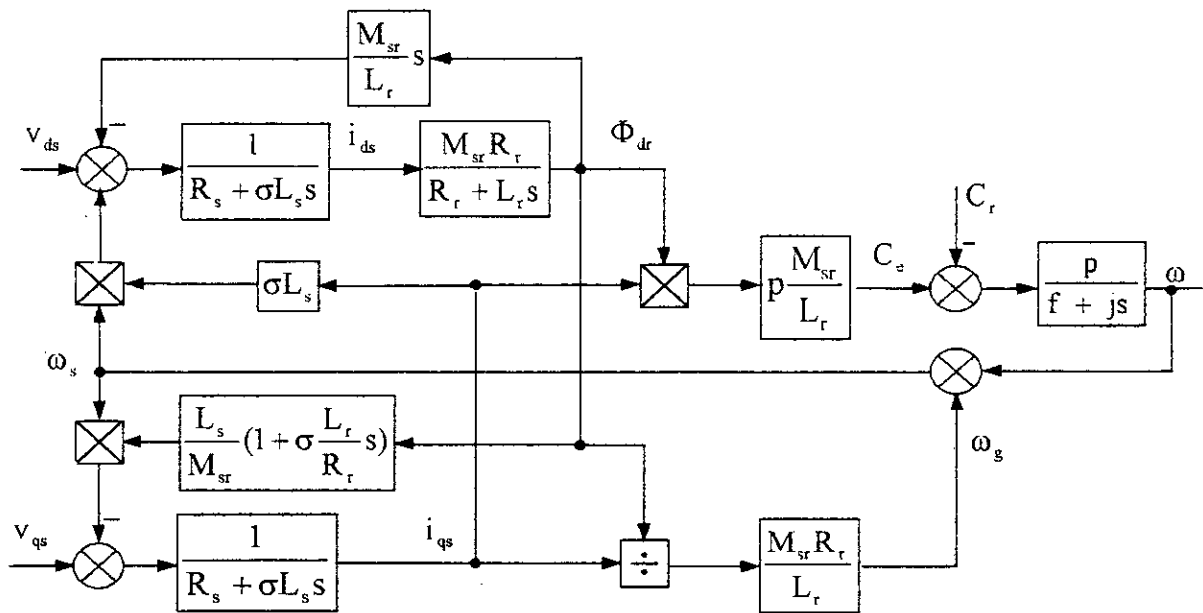 M_sr
L_r
s
v_ds
−
1
R_s + σL_s s
i_ds
M_sr R_r
R_r + L_r s
Φ_dr
C_r
−
σL_s
p
M_sr
L_r
C_e
p
f + js
ω
ω_s
L_s
M_sr
(1 + σ
L_r
R_r
s)
ω_g
v_qs
−
1
R_s + σL_s s
i_qs
÷
M_sr R_r
L_r